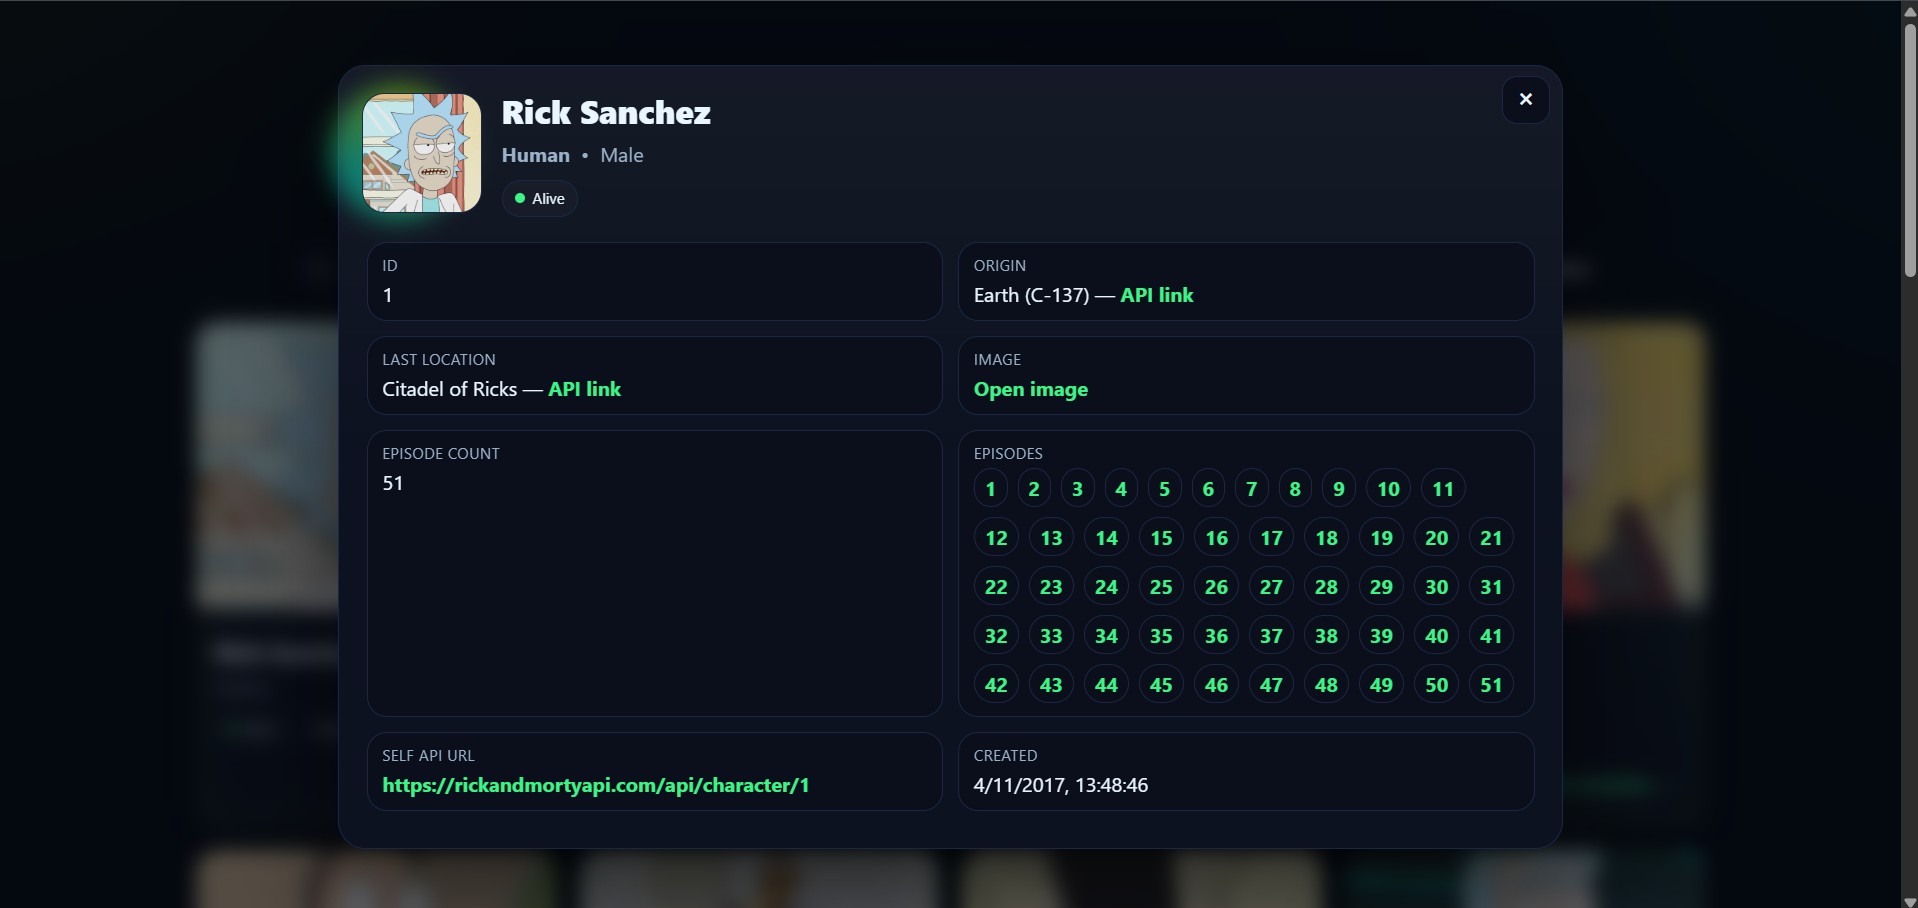 Rick Sanchez
×
Human • Male
Alive
ID
1
ORIGIN
Earth (C-137) — API link
LAST LOCATION
Citadel of Ricks — API link
IMAGE
Open image
EPISODE COUNT
51
EPISODES
1 2 3 4 5 6 7 8 9 10 11
12 13 14 15 16 17 18 19 20 21
22 23 24 25 26 27 28 29 30 31
32 33 34 35 36 37 38 39 40 41
42 43 44 45 46 47 48 49 50 51
SELF API URL
https://rickandmortyapi.com/api/character/1
CREATED
4/11/2017, 13:48:46